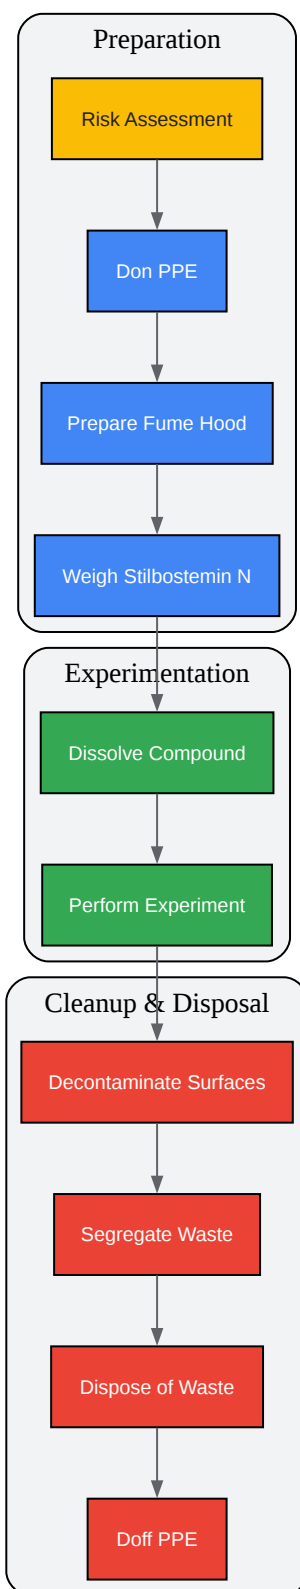 Preparation
Risk Assessment
Don PPE
Prepare Fume Hood
Weigh Stilbostemin N
Experimentation
Dissolve Compound
Perform Experiment
Cleanup & Disposal
Decontaminate Surfaces
Segregate Waste
Dispose of Waste
Doff PPE